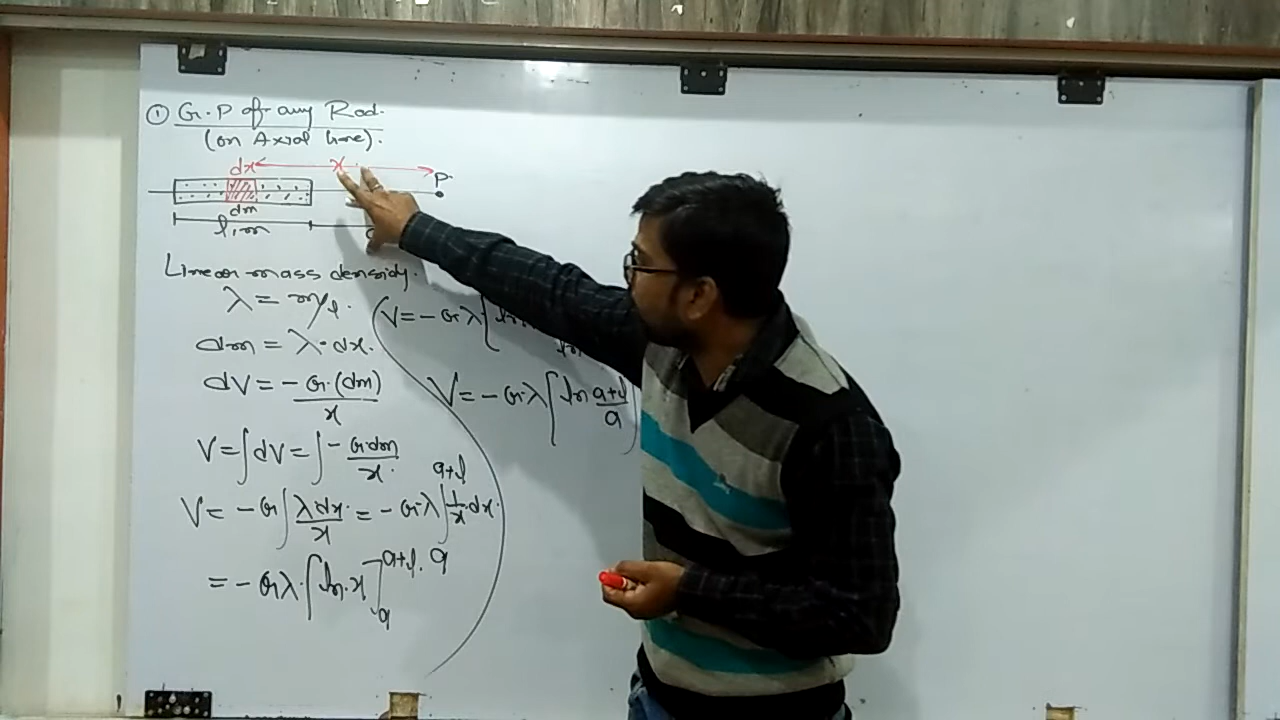 ① G.P of any Rod.
(on Axial line).
dx x
P.
dm
l, m
Linear mass density.
λ = m/l.
dm = λ·dx.
dV = -G.(dm)/x
V = ∫dV = ∫-G.dm/x.
V = -G∫λdx/x = -G.λ∫1/x.dx. a+l a
= -Gλ.[ln.x]a+l. a
V = -G.λ[ln
V = -G.λ[ln a+l/a]